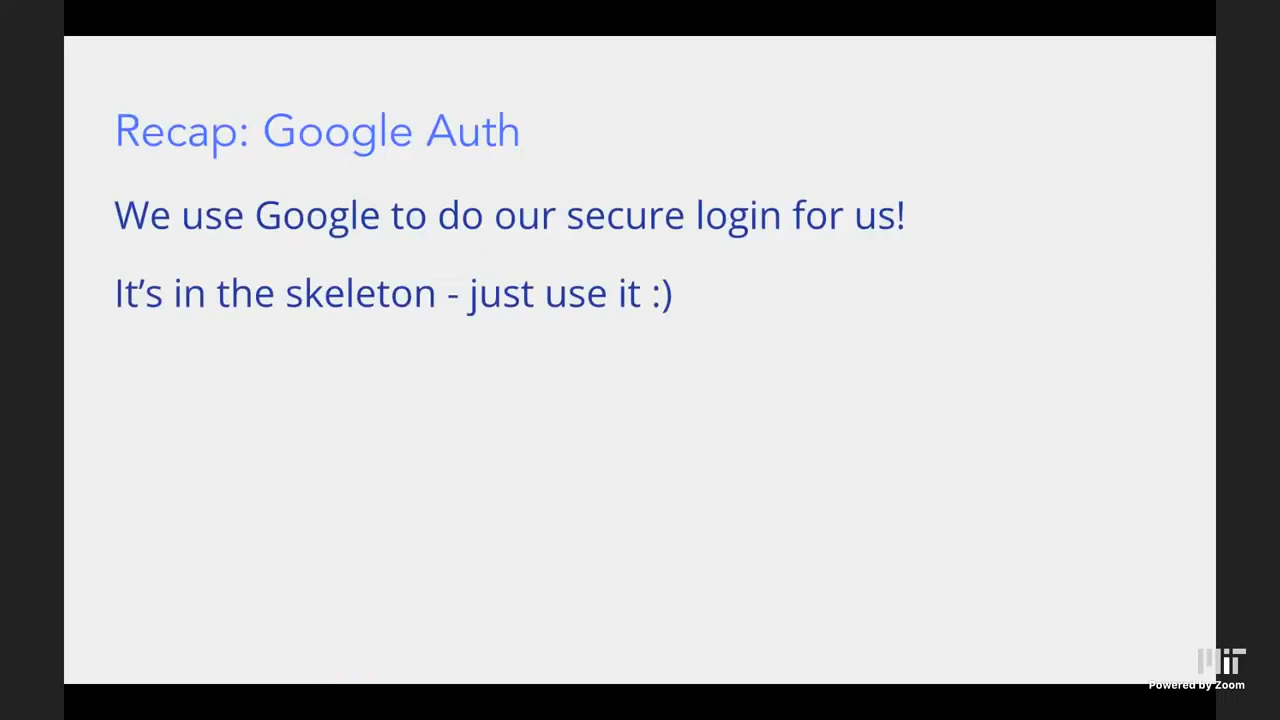 Recap: Google Auth
We use Google to do our secure login for us!
It’s in the skeleton - just use it :)
MIT
Powered by Zoom